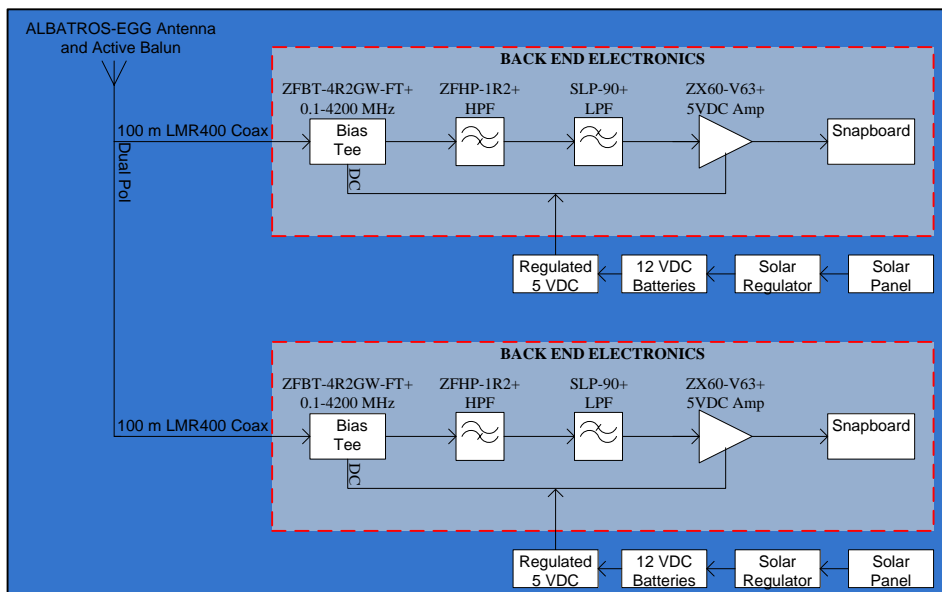 ALBATROS-EGG Antenna
and Active Balun
BACK END ELECTRONICS
ZFBT-4R2GW-FT+
0.1-4200 MHz
ZFHP-1R2+
HPF
SLP-90+
LPF
ZX60-V63+
5VDC Amp
100 m LMR400 Coax
Bias
Tee
Snapboard
DC
Dual Pol
Regulated
5 VDC
12 VDC
Batteries
Solar
Regulator
Solar
Panel
BACK END ELECTRONICS
ZFBT-4R2GW-FT+
0.1-4200 MHz
ZFHP-1R2+
HPF
SLP-90+
LPF
ZX60-V63+
5VDC Amp
100 m LMR400 Coax
Bias
Tee
Snapboard
DC
Regulated
5 VDC
12 VDC
Batteries
Solar
Regulator
Solar
Panel